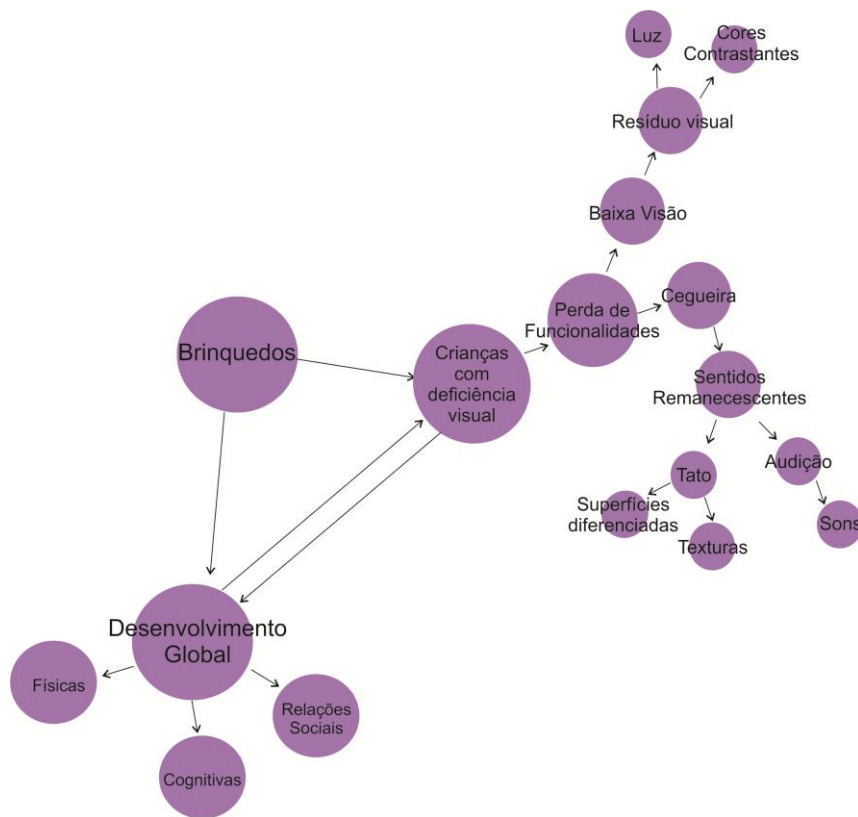 Luz
Cores
Contrastantes
Resíduo visual
Baixa Visão
Cegueira
Perda de
Funcionalidades
Brinquedos
Crianças
com
deficiência
visual
Sentidos
Remanecescentes
Tato
Audição
Superfícies
diferenciadas
Texturas
Sons
Desenvolvimento
Global
Físicas
Relações
Sociais
Cognitivas